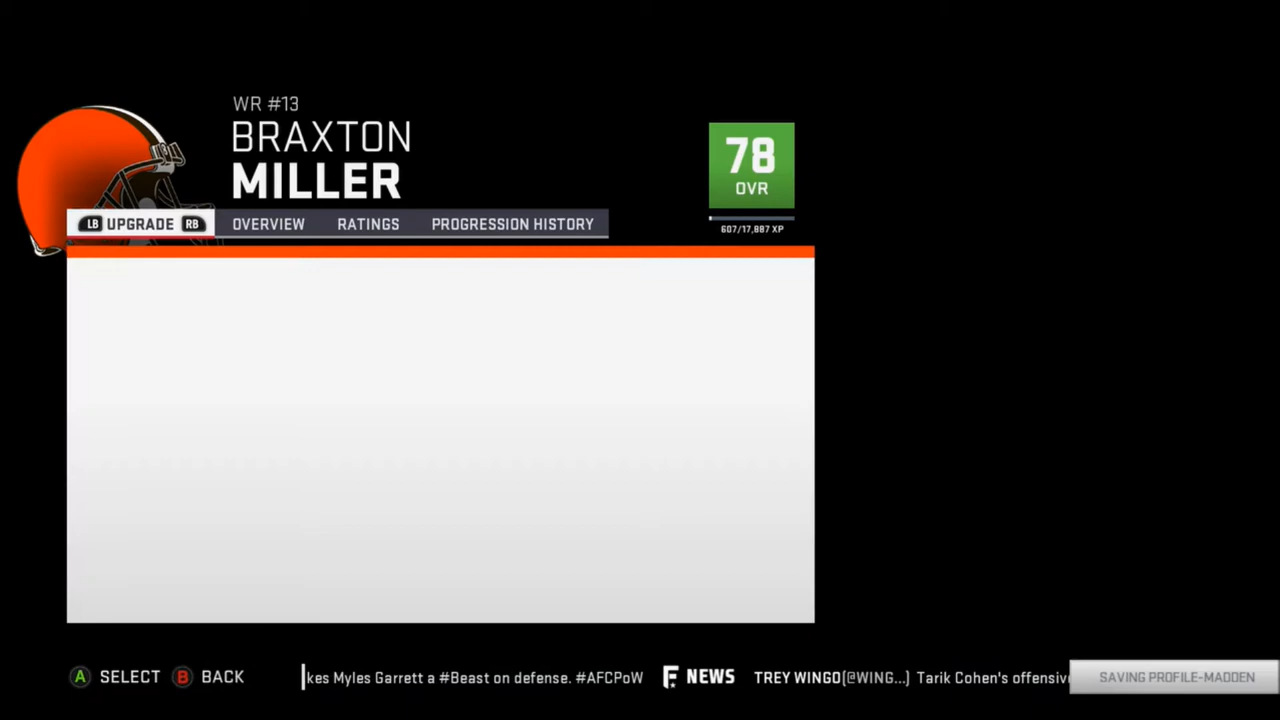 WR #13
BRAXTON
MILLER
78
OVR
607/17,887 XP
LB UPGRADE RB OVERVIEW RATINGS PROGRESSION HISTORY
A SELECT B BACK kes Myles Garrett a #Beast on defense. #AFCPoW F NEWS TREY WINGO(@WING...) Tarik Cohen's offensiv
SAVING PROFILE-MADDEN